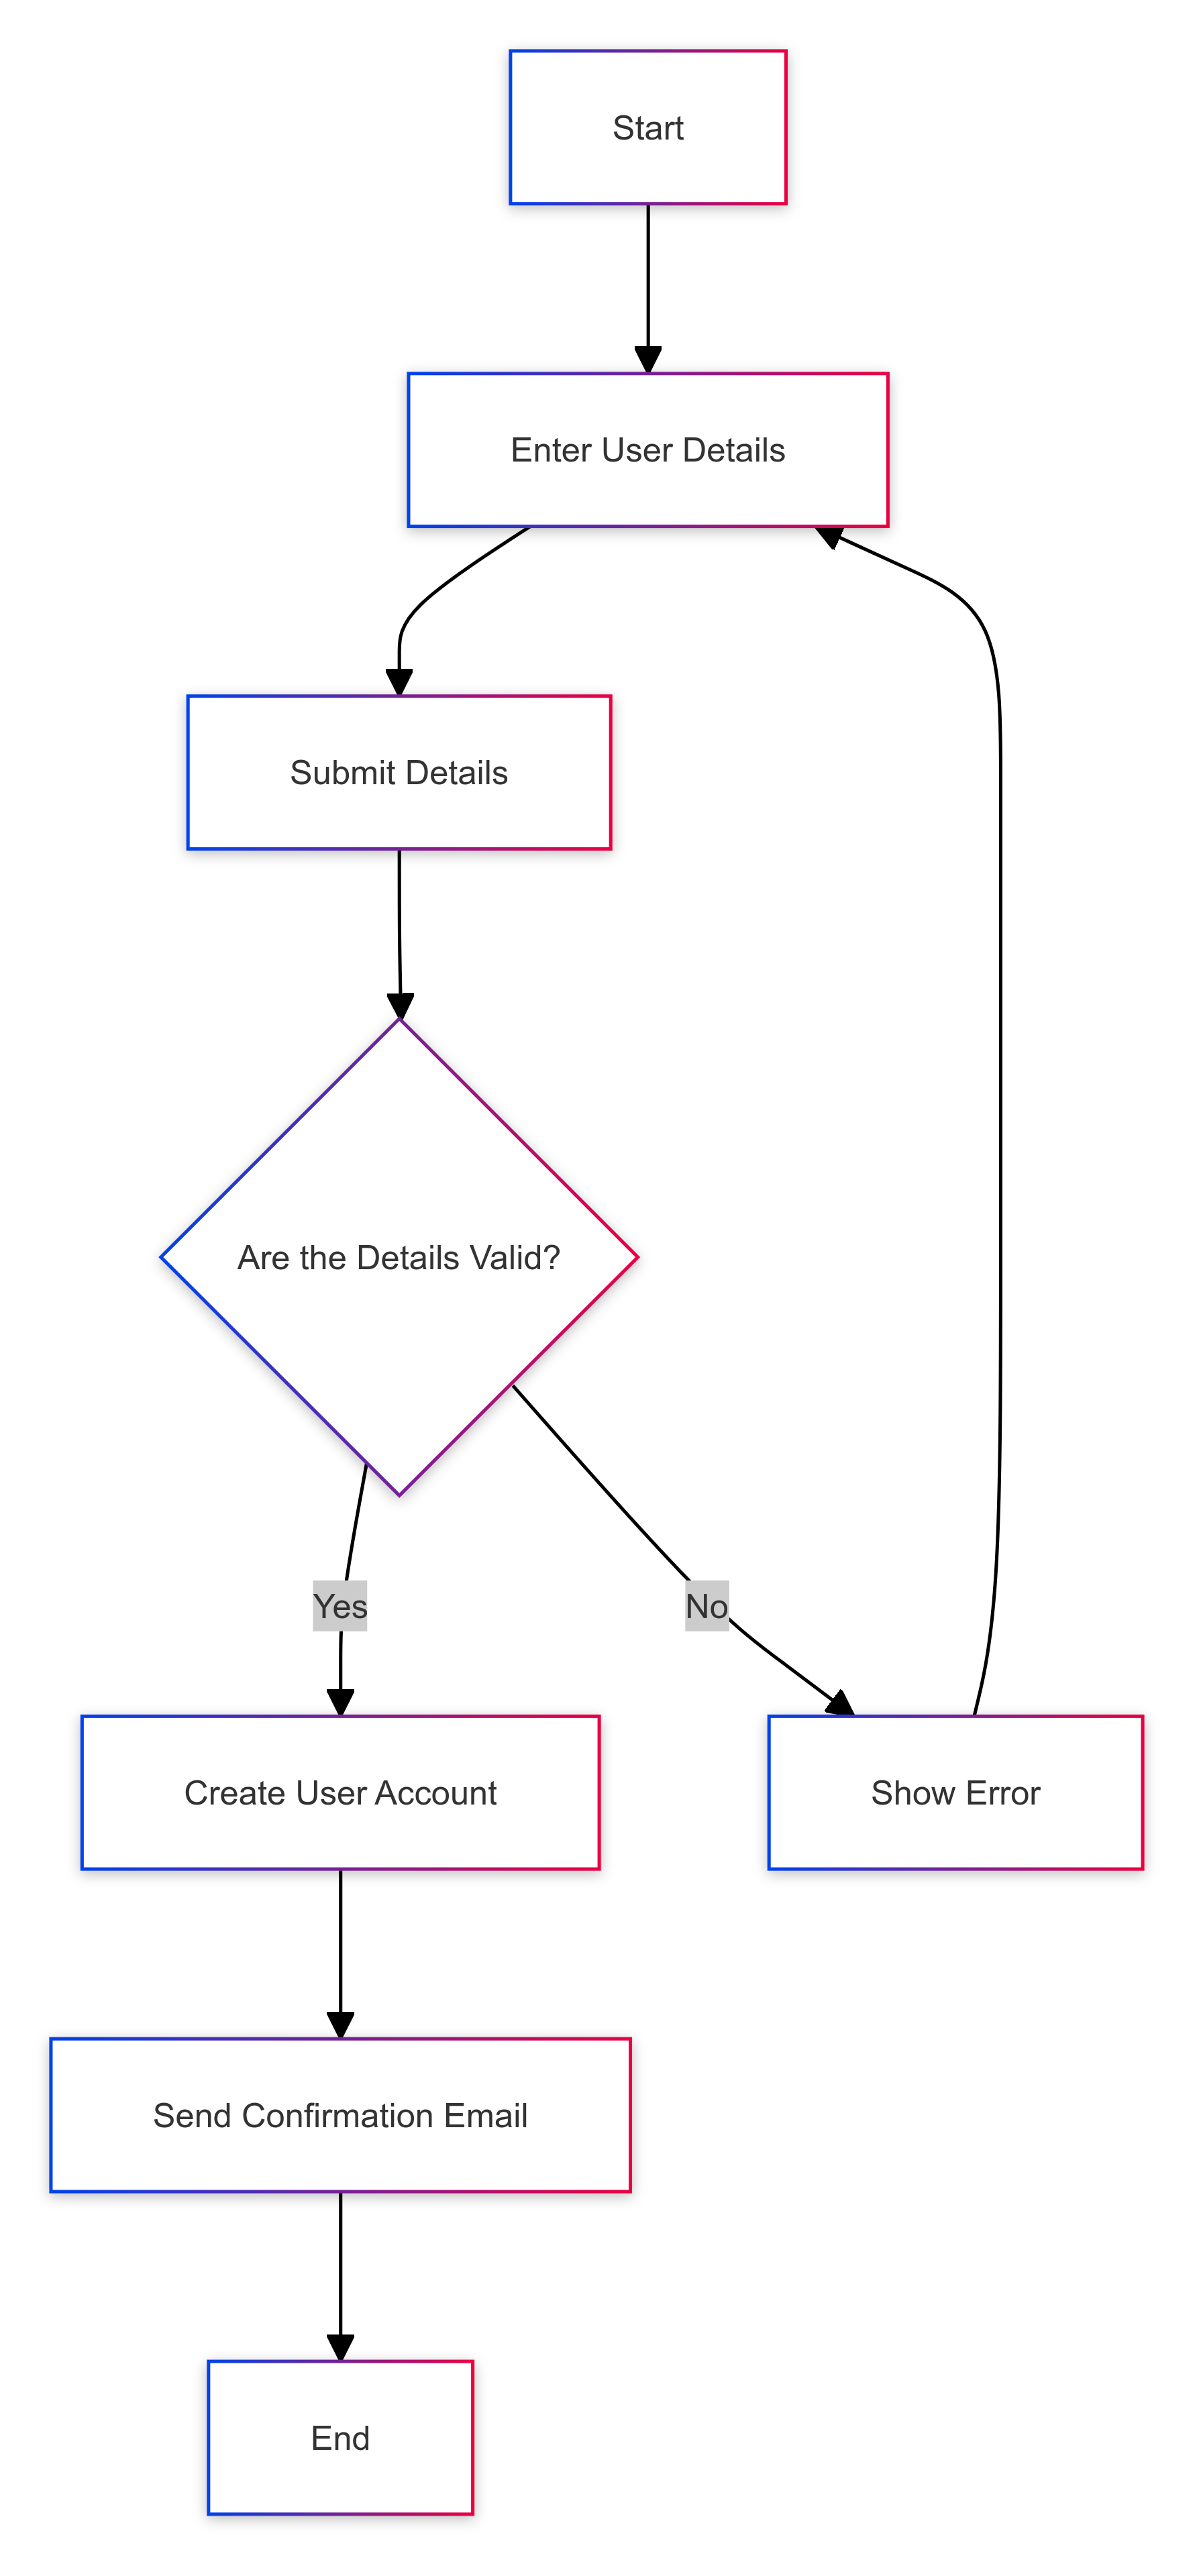 Start
Enter User Details
Submit Details
Are the Details Valid?
Yes
No
Create User Account
Show Error
Send Confirmation Email
End